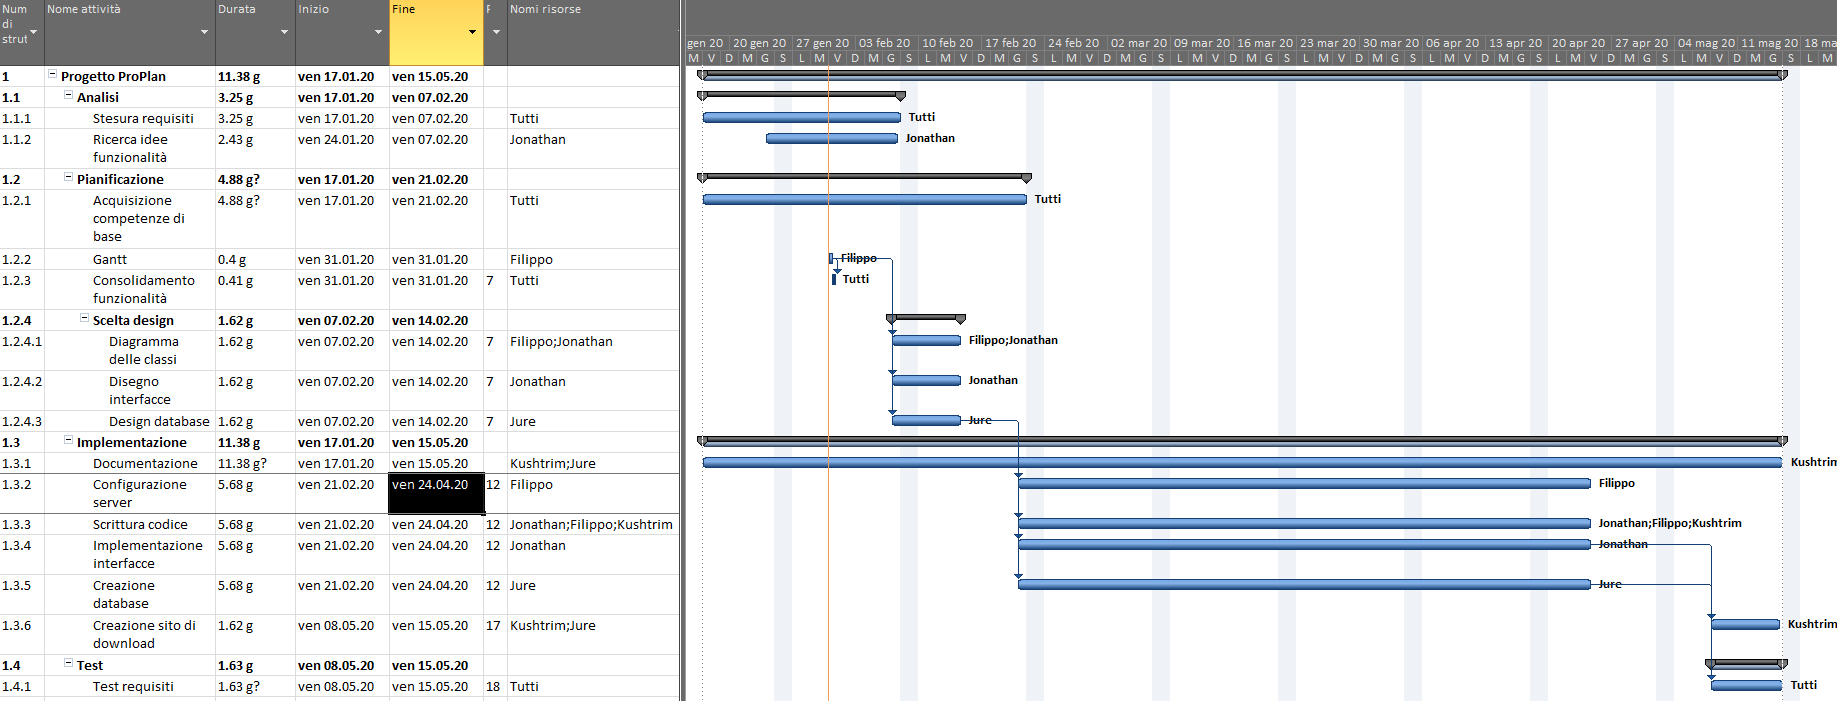 Num di strut Nome attività Durata Inizio Fine F Nomi risorse
gen 20 20 gen 20 27 gen 20 03 feb 20 10 feb 20 17 feb 20 24 feb 20 02 mar 20 09 mar 20 16 mar 20 23 mar 20 30 mar 20 06 apr 20 13 apr 20 20 apr 20 27 apr 20 04 mag 20 11 mag 20 18 ma
M V D M G S L M V D M G S L M V D M G S L M V D M G S L M V D M G S L M V D M G S L M V D M G S L M V D M G S L M V D M G S L M
1 Progetto ProPlan 11.38 g ven 17.01.20 ven 15.05.20
1.1 Analisi 3.25 g ven 17.01.20 ven 07.02.20
1.1.1 Stesura requisiti 3.25 g ven 17.01.20 ven 07.02.20 Tutti Tutti
1.1.2 Ricerca idee 2.43 g ven 24.01.20 ven 07.02.20 Jonathan Jonathan
funzionalità
1.2 Pianificazione 4.88 g? ven 17.01.20 ven 21.02.20
1.2.1 Acquisizione 4.88 g? ven 17.01.20 ven 21.02.20 Tutti Tutti
competenze di
base
1.2.2 Gantt 0.4 g ven 31.01.20 ven 31.01.20 Filippo Filippo
1.2.3 Consolidamento 0.41 g ven 31.01.20 ven 31.01.20 7 Tutti Tutti
funzionalità
1.2.4 Scelta design 1.62 g ven 07.02.20 ven 14.02.20
1.2.4.1 Diagramma 1.62 g ven 07.02.20 ven 14.02.20 7 Filippo;Jonathan Filippo;Jonathan
delle classi
1.2.4.2 Disegno 1.62 g ven 07.02.20 ven 14.02.20 7 Jonathan Jonathan
interfacce
1.2.4.3 Design database 1.62 g ven 07.02.20 ven 14.02.20 7 Jure Jure
1.3 Implementazione 11.38 g ven 17.01.20 ven 15.05.20
1.3.1 Documentazione 11.38 g? ven 17.01.20 ven 15.05.20 Kushtrim;Jure Kushtrim
1.3.2 Configurazione 5.68 g ven 21.02.20 ven 24.04.20 12 Filippo Filippo
server
1.3.3 Scrittura codice 5.68 g ven 21.02.20 ven 24.04.20 12 Jonathan;Filippo;Kushtrim Jonathan;Filippo;Kushtrim
1.3.4 Implementazione 5.68 g ven 21.02.20 ven 24.04.20 12 Jonathan Jonathan
interfacce
1.3.5 Creazione 5.68 g ven 21.02.20 ven 24.04.20 12 Jure Jure
database
1.3.6 Creazione sito di 1.62 g ven 08.05.20 ven 15.05.20 17 Kushtrim;Jure Kushtrim
download
1.4 Test 1.63 g ven 08.05.20 ven 15.05.20
1.4.1 Test requisiti 1.63 g? ven 08.05.20 ven 15.05.20 18 Tutti Tutti